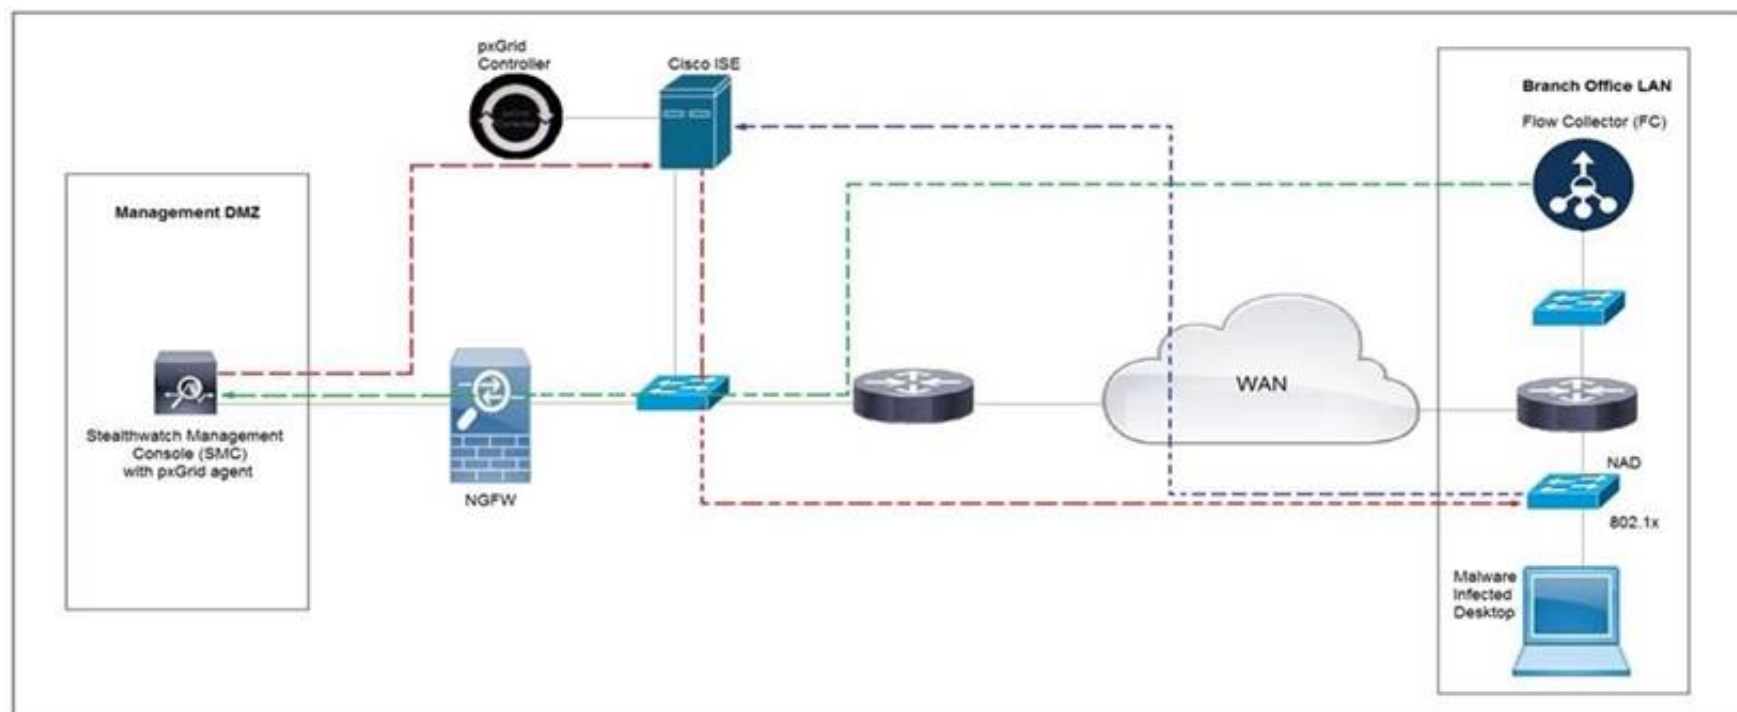 pxGrid
Controller
Cisco ISE
Branch Office LAN
Flow Collector (FC)
Management DMZ
WAN
Stealthwatch Management
Console (SMC)
with pxGrid agent
NGFW
NAD
802.1x
Malware
Infected
Desktop